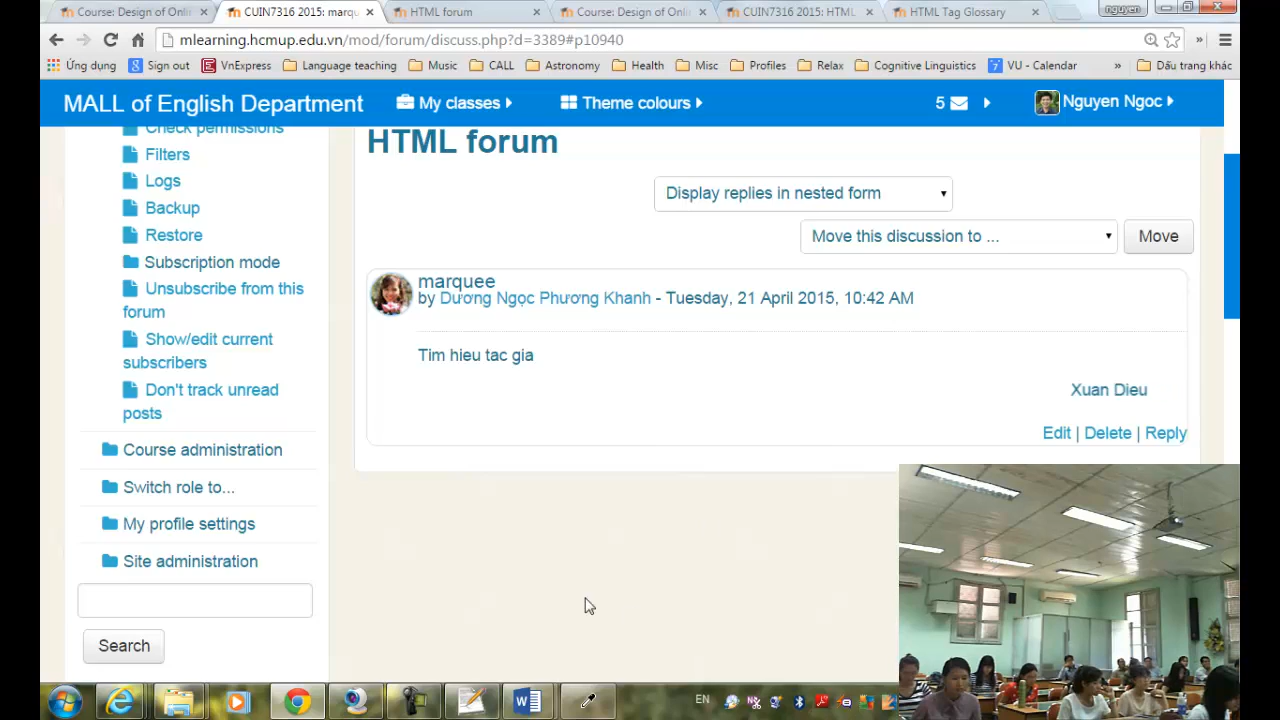 Course: Design of Onli
CUIN7316 2015: marqu
HTML forum
Course: Design of Onli
CUIN7316 2015: HTML
HTML Tag Glossary
nguyen
mlearning.hcmup.edu.vn/mod/forum/discuss.php?d=3389#p10940
Ứng dụng
Sign out
VnExpress
Language teaching
Music
CALL
Astronomy
Health
Misc
Profiles
Relax
Cognitive Linguistics
VU - Calendar
»
Dấu trang khác
MALL of English Department
My classes
Theme colours
5
Nguyen Ngoc
Check permissions
Filters
Logs
Backup
Restore
Subscription mode
Unsubscribe from this
forum
Show/edit current
subscribers
Don't track unread
posts
Course administration
Switch role to...
My profile settings
Site administration
Search
HTML forum
Display replies in nested form
Move this discussion to ...
Move
marquee
by Dương Ngọc Phương Khanh - Tuesday, 21 April 2015, 10:42 AM
Tim hieu tac gia
Xuan Dieu
Edit | Delete | Reply
EN